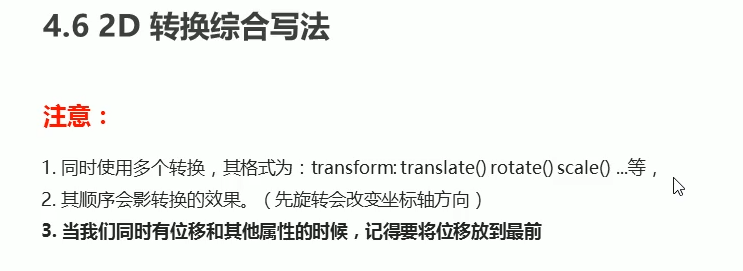 4.6 2D 转换综合写法
注意：
1. 同时使用多个转换，其格式为：transform: translate() rotate() scale() ...等，
2. 其顺序会影转换的效果。（先旋转会改变坐标轴方向）
3. 当我们同时有位移和其他属性的时候，记得要将位移放到最前